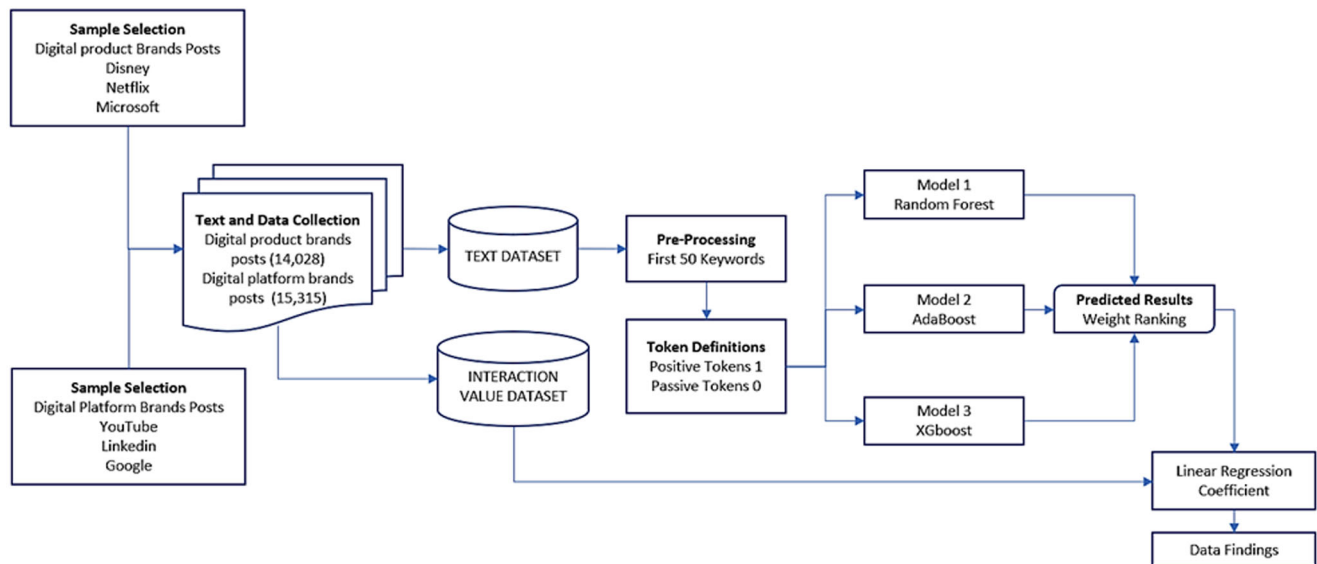 Sample Selection
Digital product Brands Posts
Disney
Netflix
Microsoft
Text and Data Collection
Digital product brands
posts (14,028)
Digital platform brands
posts (15,315)
Sample Selection
Digital Platform Brands Posts
YouTube
Linkedin
Google
TEXT DATASET
INTERACTION
VALUE DATASET
Pre-Processing
First 50 Keywords
Token Definitions
Positive Tokens 1
Passive Tokens 0
Model 1
Random Forest
Model 2
AdaBoost
Model 3
XGboost
Predicted Results
Weight Ranking
Linear Regression
Coefficient
Data Findings